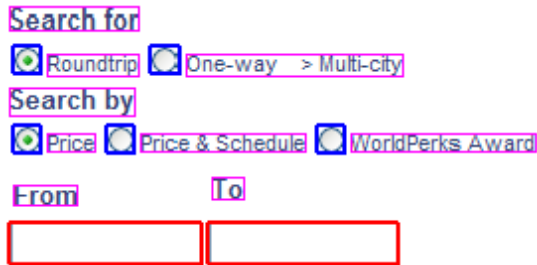 Search for
Roundtrip One-way > Multi-city
Search by
Price Price & Schedule WorldPerks Award
From To